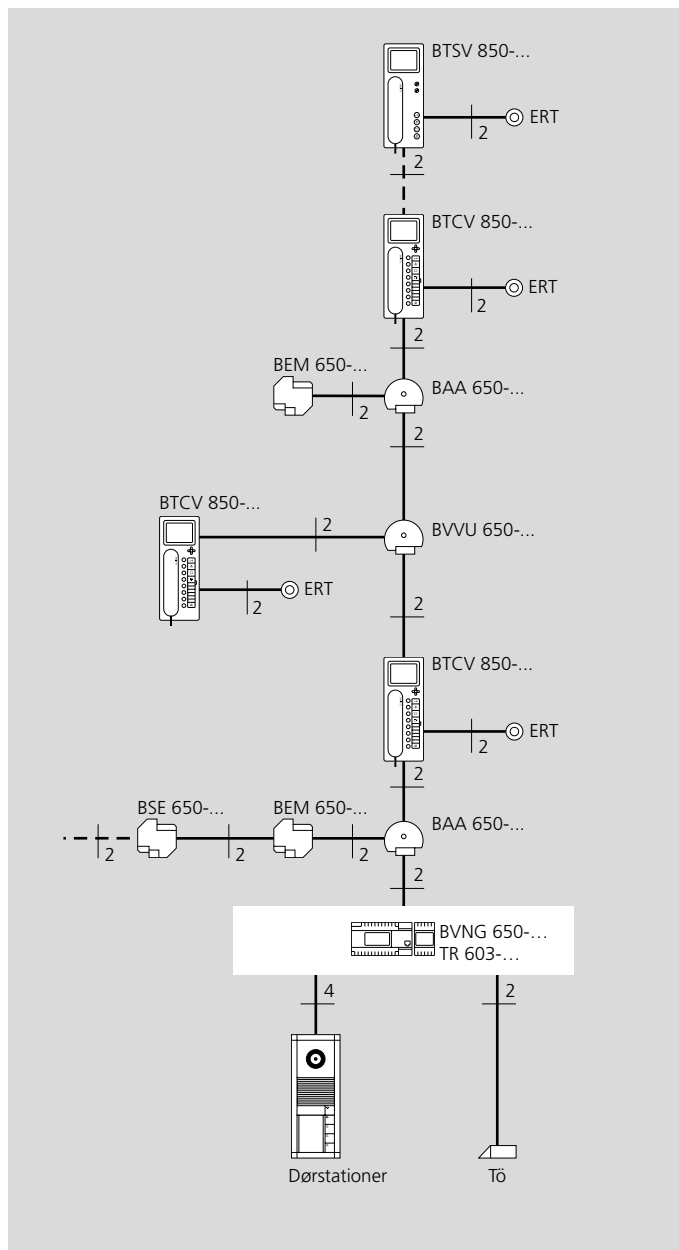 BTSV 850-...
ERT
2
2
BTCV 850-...
ERT
2
2
BEM 650-...
BAA 650-...
2
2
BTCV 850-...
2
BVVU 650-...
ERT
2
2
BTCV 850-...
ERT
2
2
BSE 650-...
BEM 650-...
BAA 650-...
2
2
2
2
BVNG 650-...
TR 603-...
4
2
Dørstationer
Tö